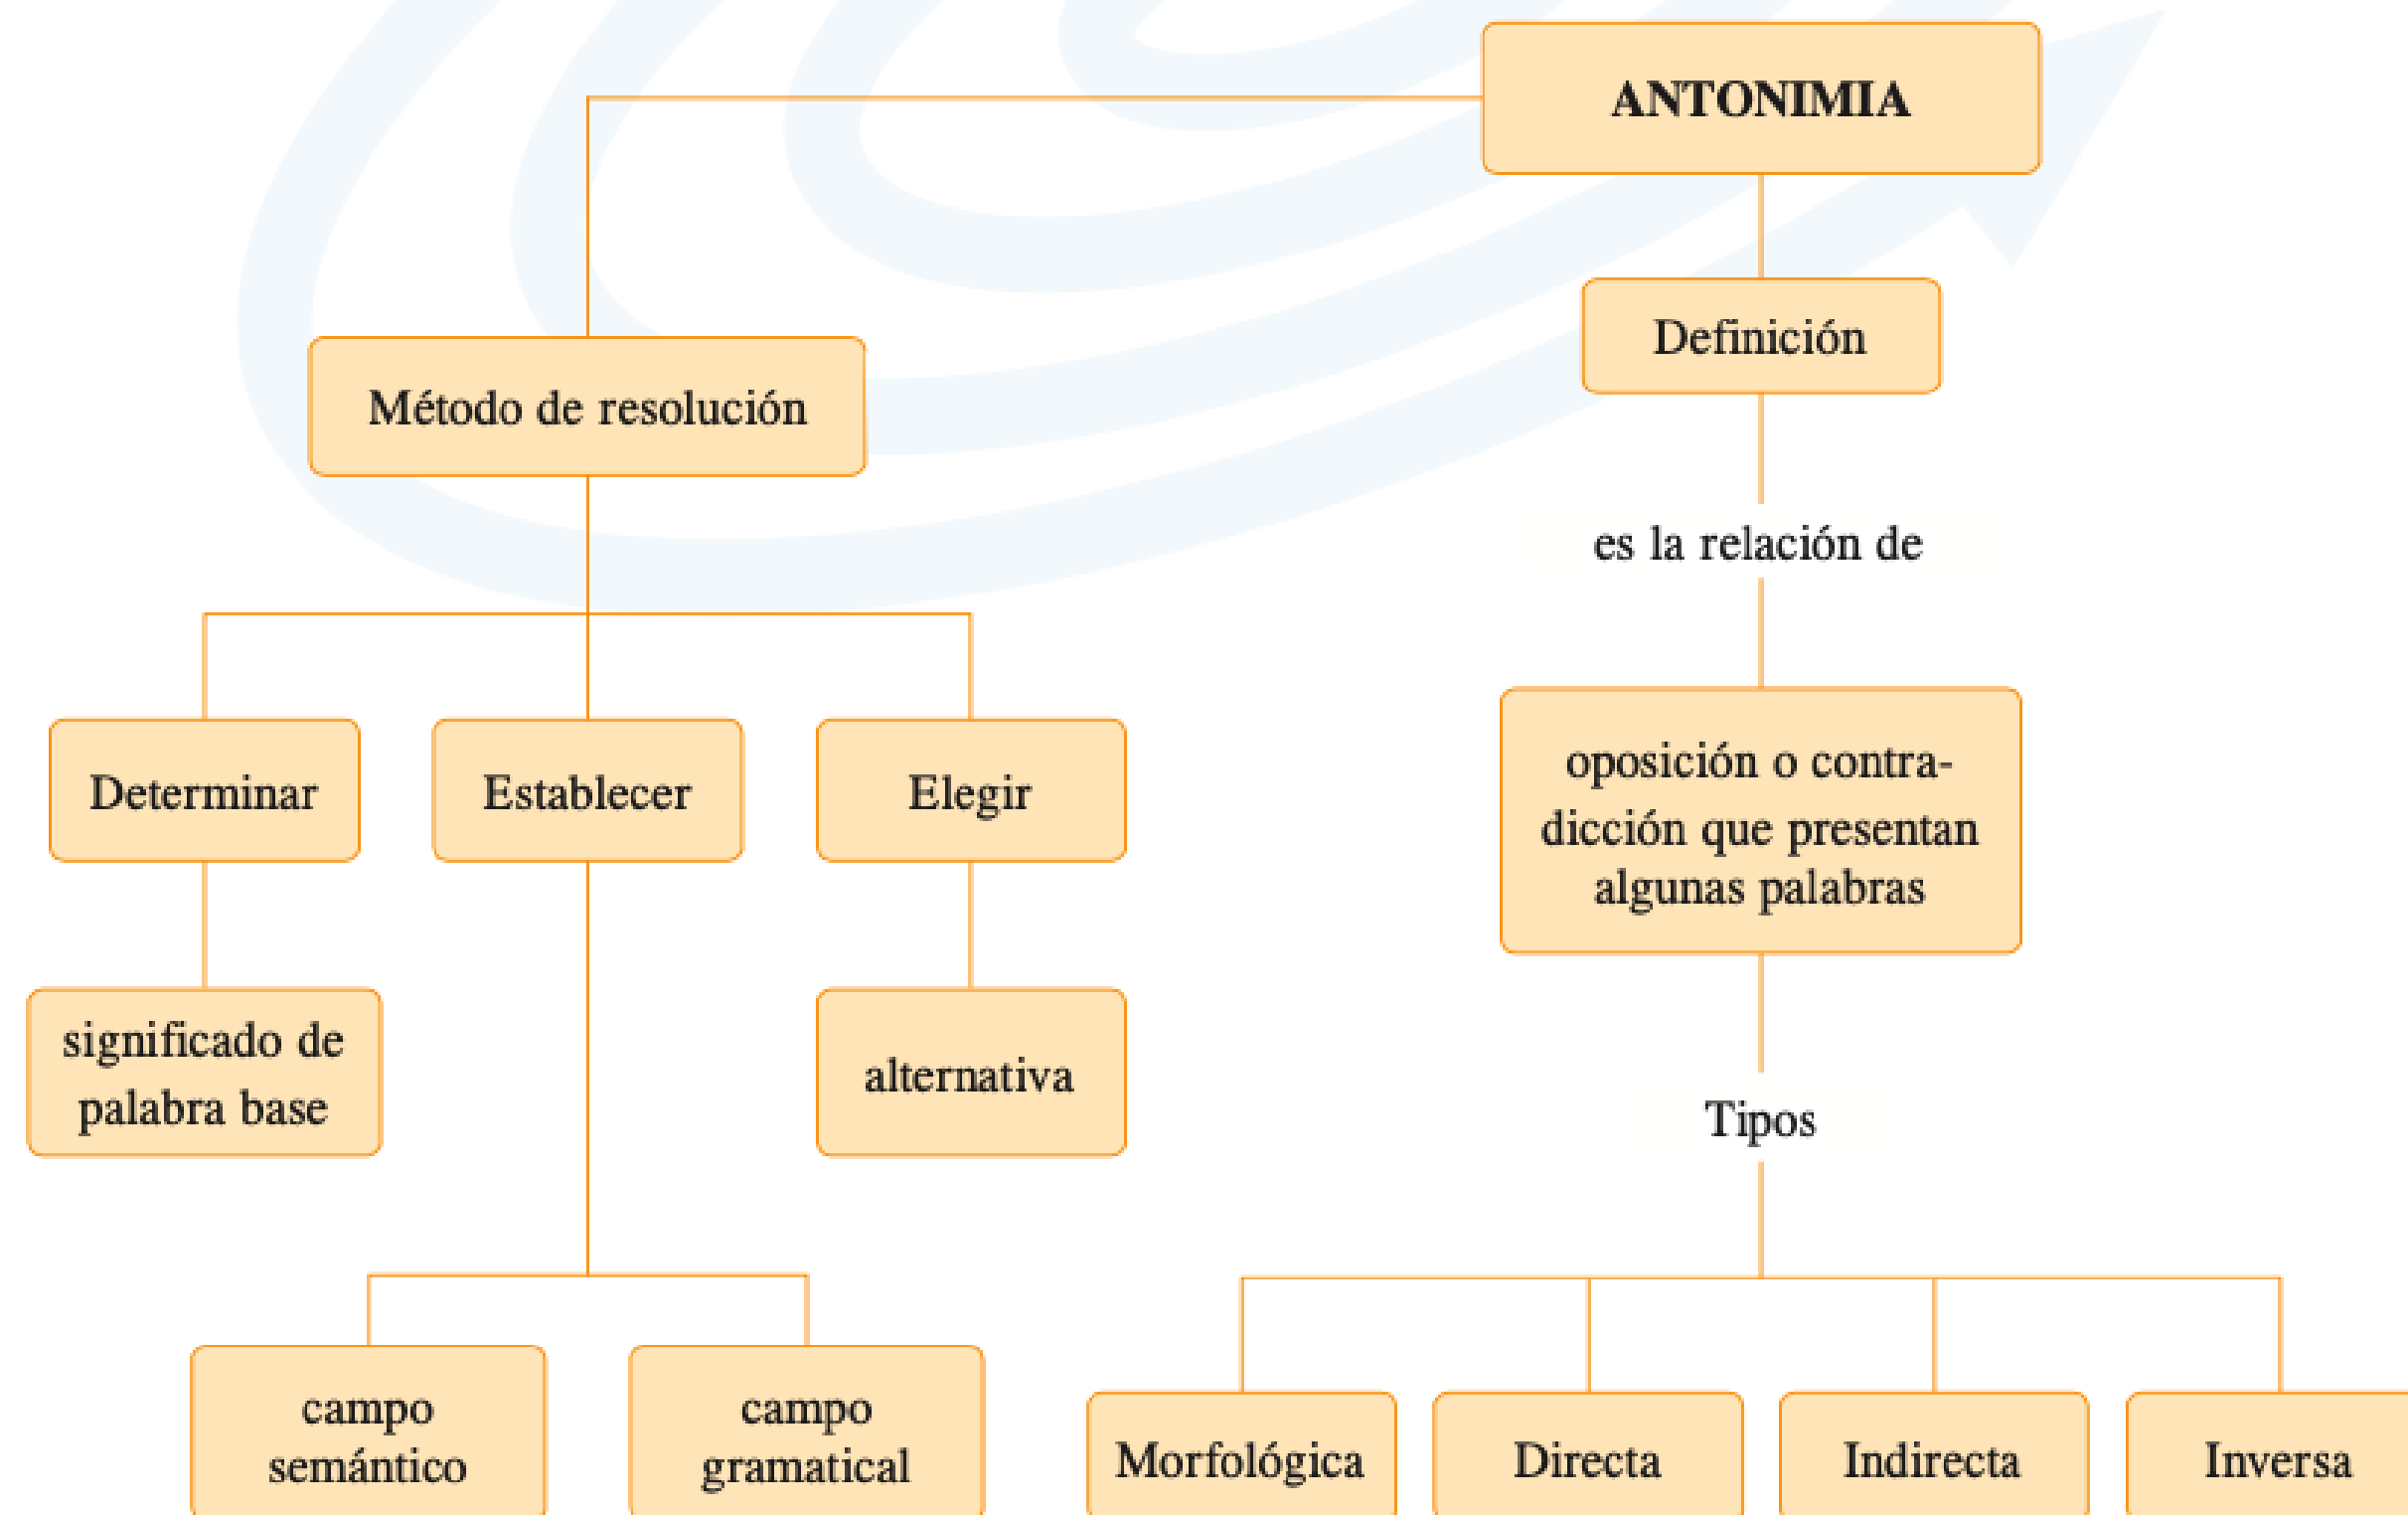 ANTONIMIA
Definición
Método de resolución
es la relación de
oposición o contra-
dicción que presentan
algunas palabras
Determinar
Establecer
Elegir
significado de
palabra base
alternativa
Tipos
campo
semántico
campo
gramatical
Morfológica
Directa
Indirecta
Inversa